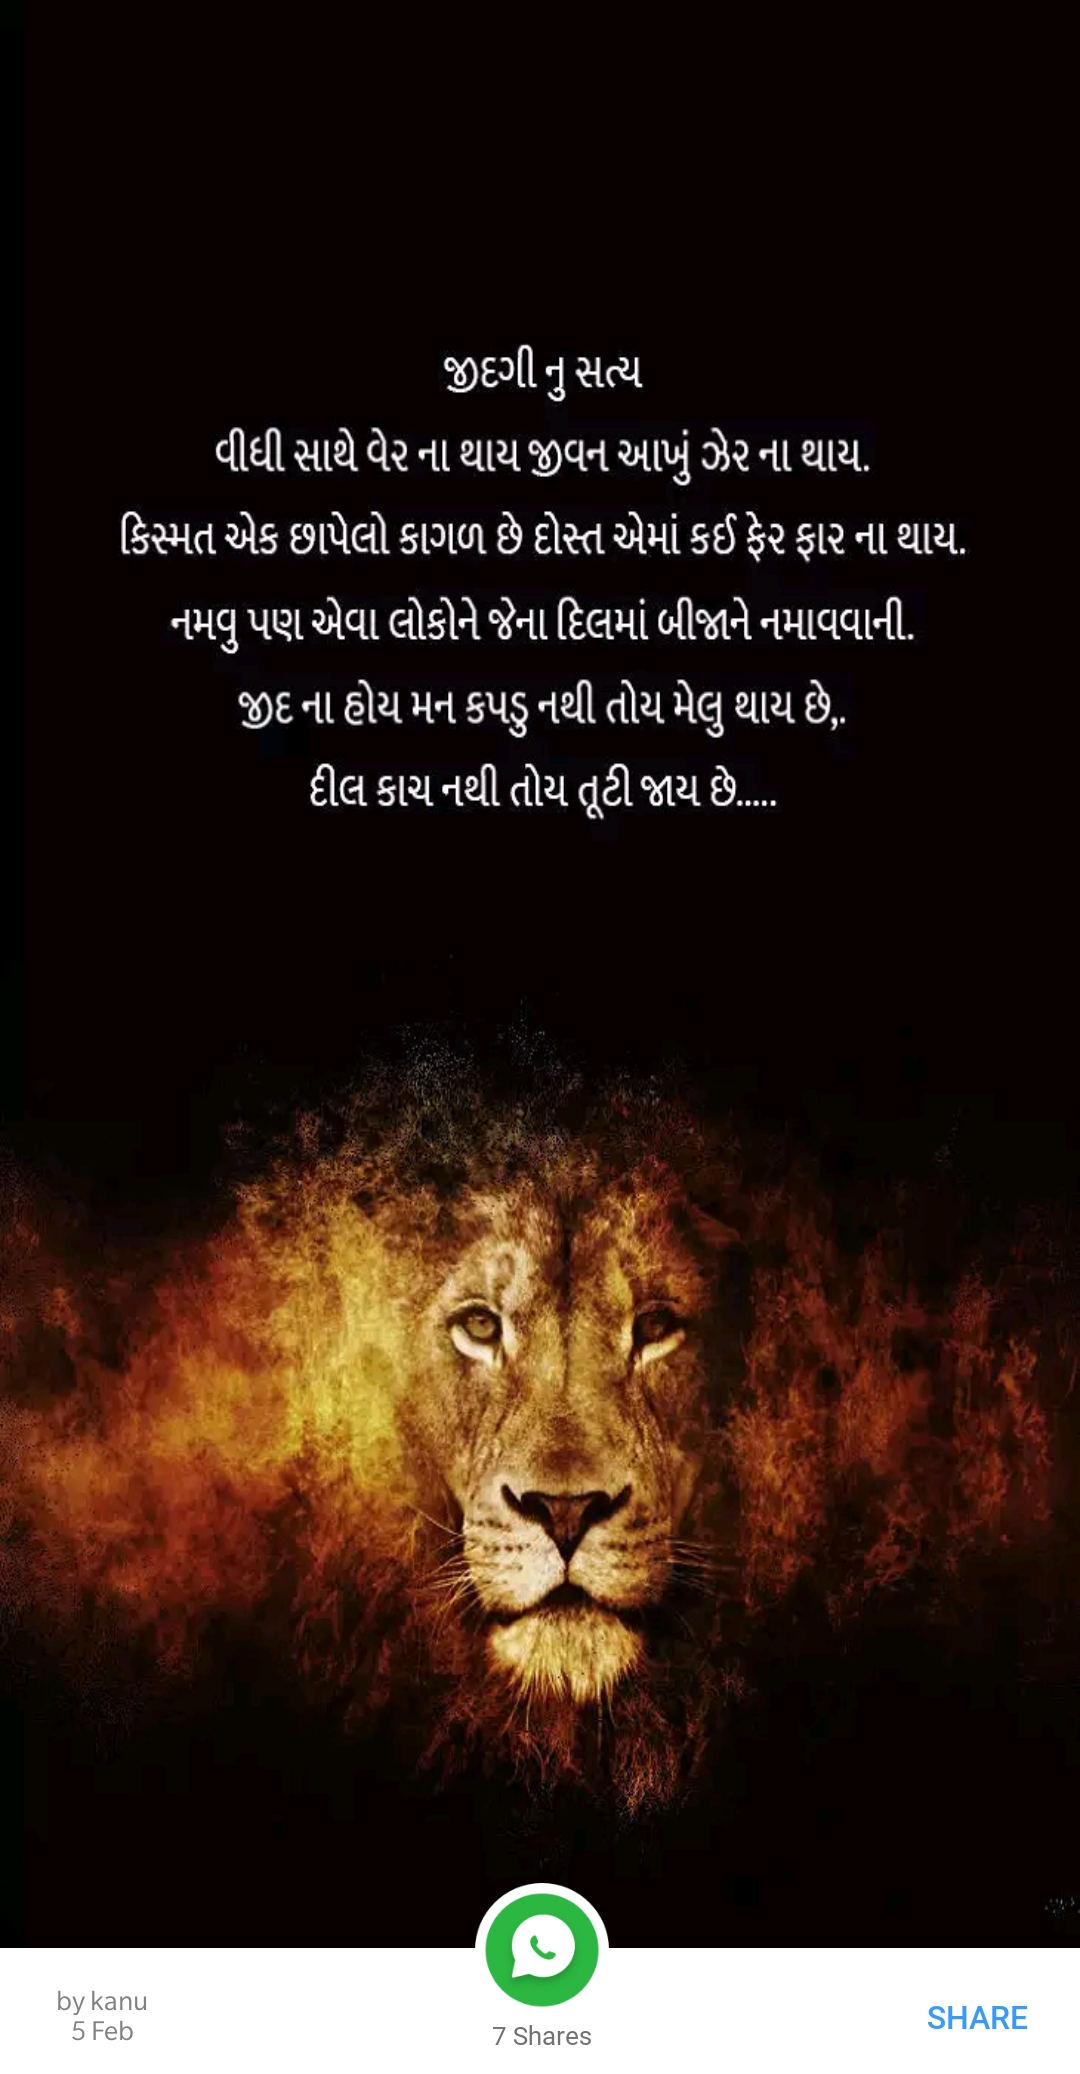 જીદગી નુ સત્ય
વીધી સાથે વેર ના થાય જીવન આખું ઝેર ના થાય.
કિસ્મત એક છાપેલો કાગળ છે દોસ્ત એમાં કઈ ફેર ફાર ના થાય.
નમવુ પણ એવા લોકોને જેના દિલમાં બીજાને નમાવવાની.
જીદ ના હોય મન કપડુ નથી તોય મેલુ થાય છે,.
દીલ કાચ નથી તોય તૂટી જાય છે.....
by kanu
5 Feb
7 Shares
SHARE